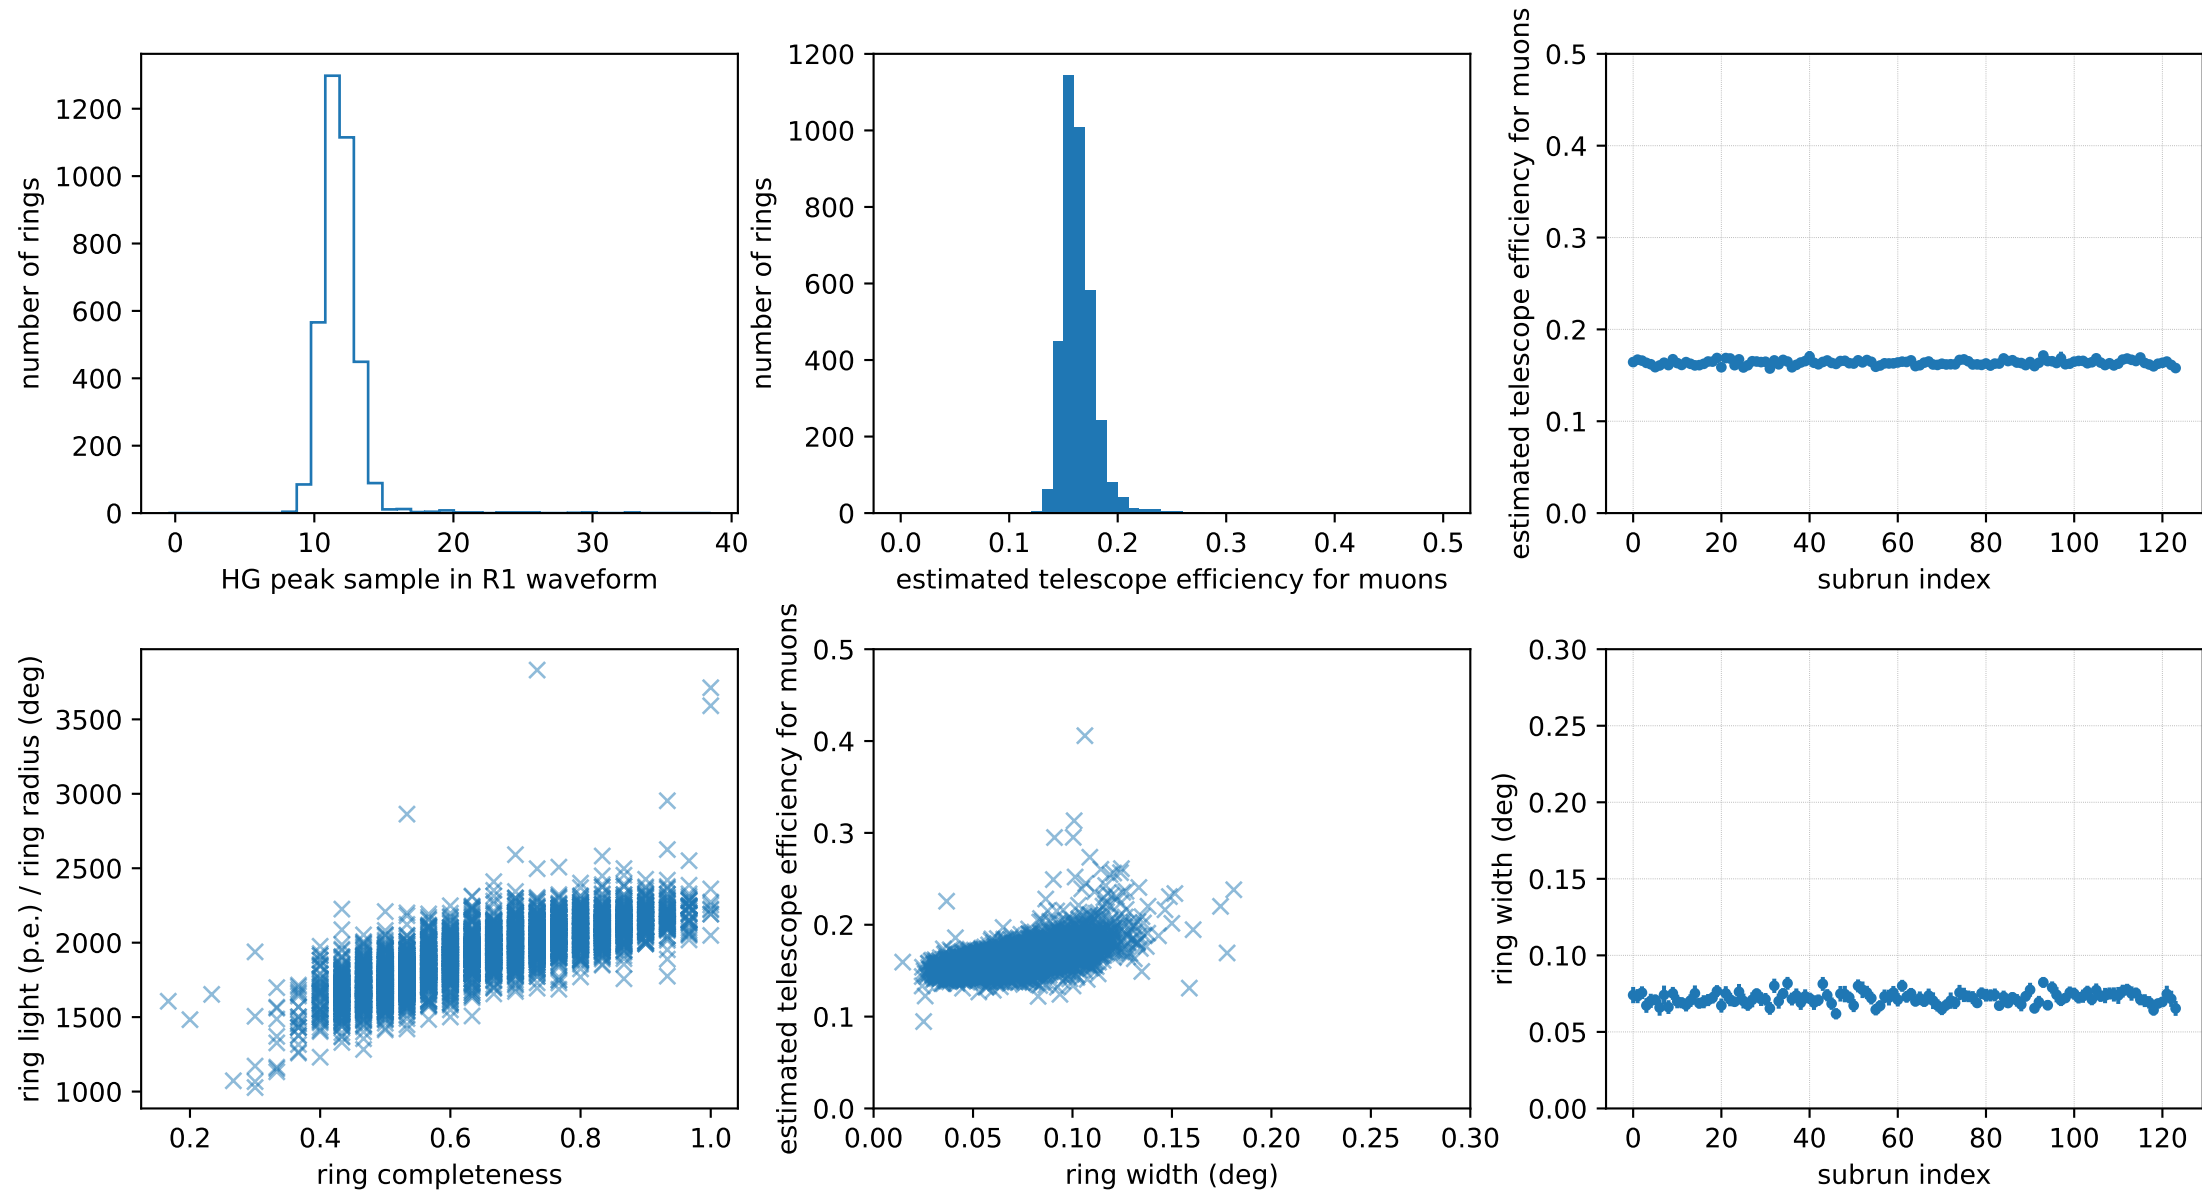 number of rings
1200
1000
800
600
400
200
0
0 10 20 30 40
HG peak sample in R1 waveform
number of rings
1200
1000
800
600
400
200
0
0.0 0.1 0.2 0.3 0.4 0.5
estimated telescope efficiency for muons
estimated telescope efficiency for muons
0.5
0.4
0.3
0.2
0.1
0.0
0 20 40 60 80 100 120
subrun index
ring light (p.e.) / ring radius (deg)
3500
3000
2500
2000
1500
1000
0.2 0.4 0.6 0.8 1.0
ring completeness
estimated telescope efficiency for muons
0.5
0.4
0.3
0.2
0.1
0.0
0.00 0.05 0.10 0.15 0.20 0.25 0.30
ring width (deg)
ring width (deg)
0.30
0.25
0.20
0.15
0.10
0.05
0.00
0 20 40 60 80 100 120
subrun index